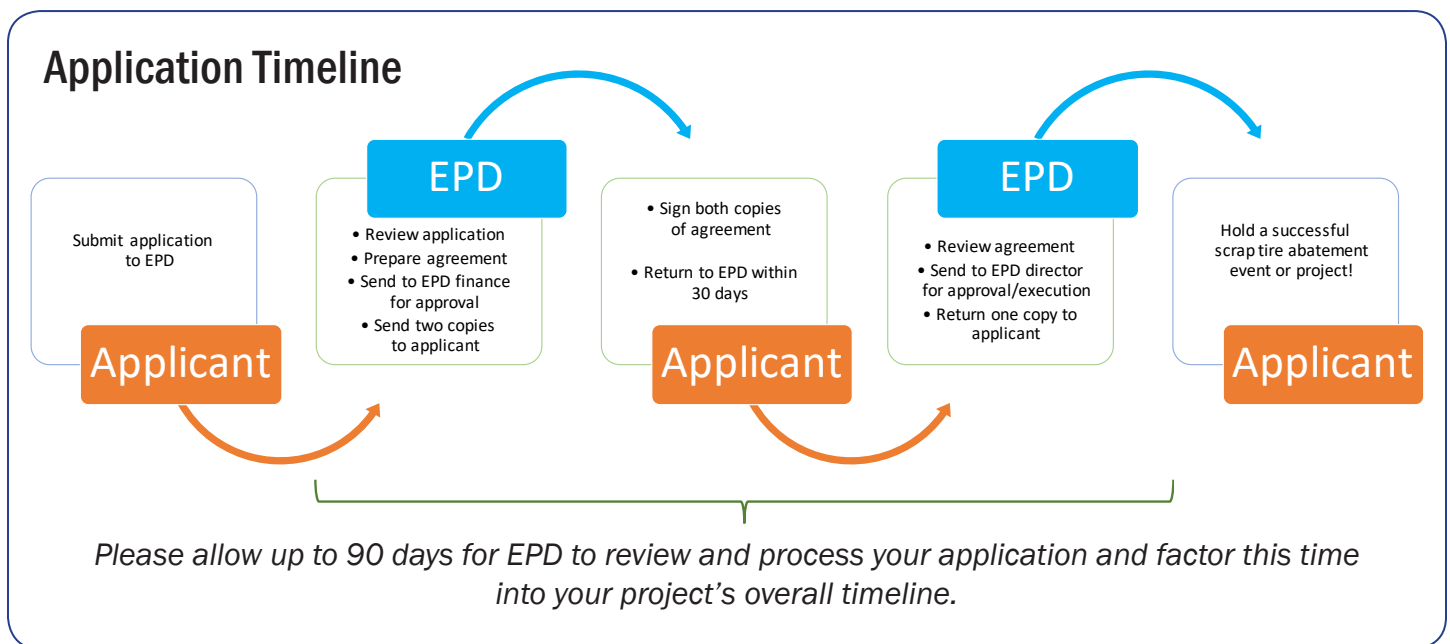 Application Timeline
Submit application
to EPD
Applicant
EPD
• Review application
• Prepare agreement
• Send to EPD finance
for approval
• Send two copies
to applicant
• Sign both copies
of agreement
• Return to EPD within
30 days
Applicant
EPD
• Review agreement
• Send to EPD director
for approval/execution
• Return one copy to
applicant
Hold a successful
scrap tire abatement
event or project!
Applicant
Please allow up to 90 days for EPD to review and process your application and factor this time
into your project’s overall timeline.